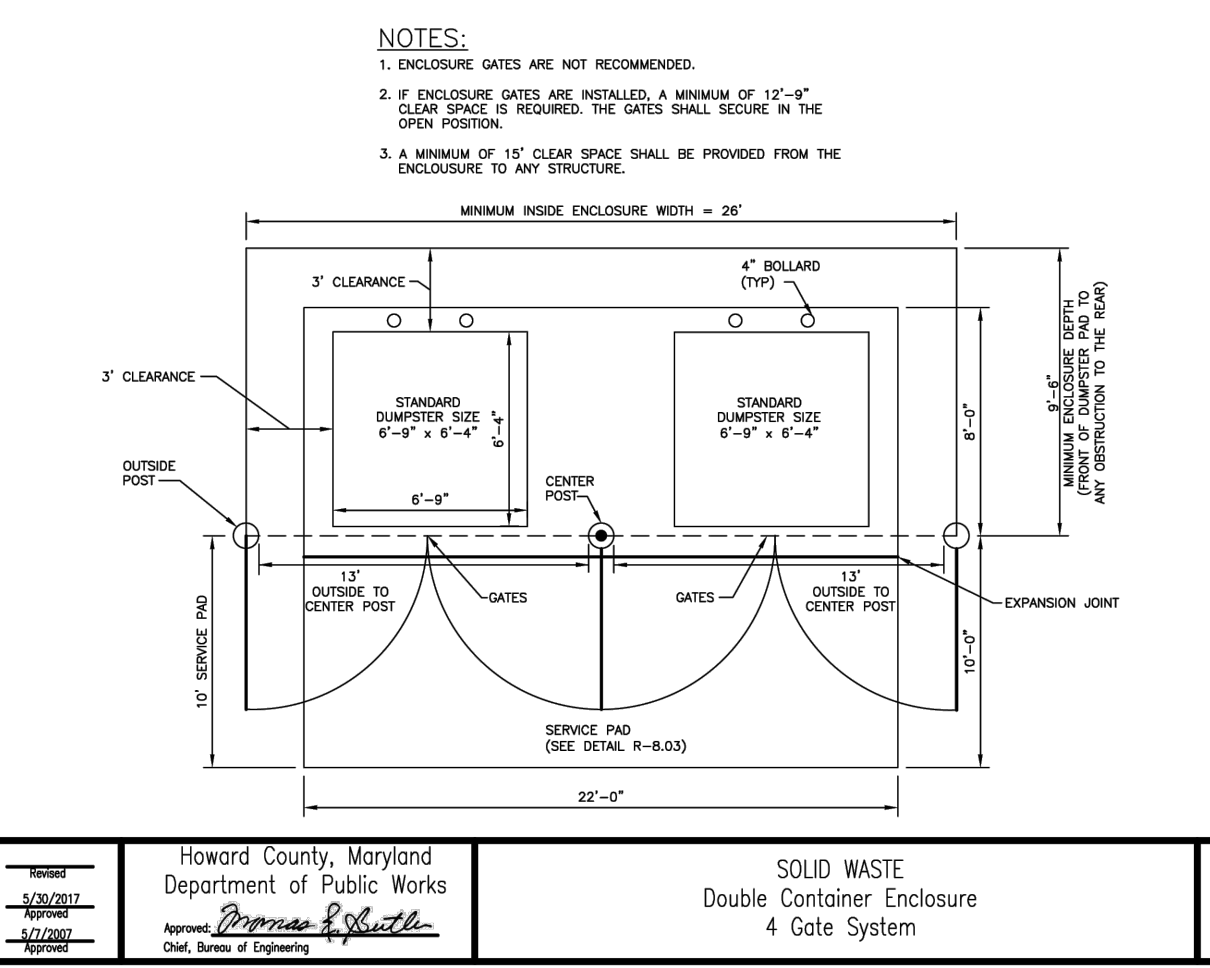 NOTES:
1. ENCLOSURE GATES ARE NOT RECOMMENDED.
2. IF ENCLOSURE GATES ARE INSTALLED, A MINIMUM OF 12'-9"
CLEAR SPACE IS REQUIRED. THE GATES SHALL SECURE IN THE
OPEN POSITION.
3. A MINIMUM OF 15' CLEAR SPACE SHALL BE PROVIDED FROM THE
ENCLOUSURE TO ANY STRUCTURE.
MINIMUM INSIDE ENCLOSURE WIDTH = 26'
3' CLEARANCE
4" BOLLARD
(TYP)
3' CLEARANCE
STANDARD
DUMPSTER SIZE
6'-9" x 6'-4"
6'-4"
6'-9"
STANDARD
DUMPSTER SIZE
6'-9" x 6'-4"
8'-0"
9'-6"
MINIMUM ENCLOSURE DEPTH
(FRONT OF DUMPSTER PAD TO
ANY OBSTRUCTION TO THE REAR)
OUTSIDE
POST
CENTER
POST
13'
OUTSIDE TO
CENTER POST
GATES
GATES
13'
OUTSIDE TO
CENTER POST
EXPANSION JOINT
10' SERVICE PAD
10'-0"
SERVICE PAD
(SEE DETAIL R-8.03)
22'-0"
Revised
5/30/2017
Approved
5/7/2007
Approved
Howard County, Maryland
Department of Public Works
Approved: Thomas E. Butler
Chief, Bureau of Engineering
SOLID WASTE
Double Container Enclosure
4 Gate System